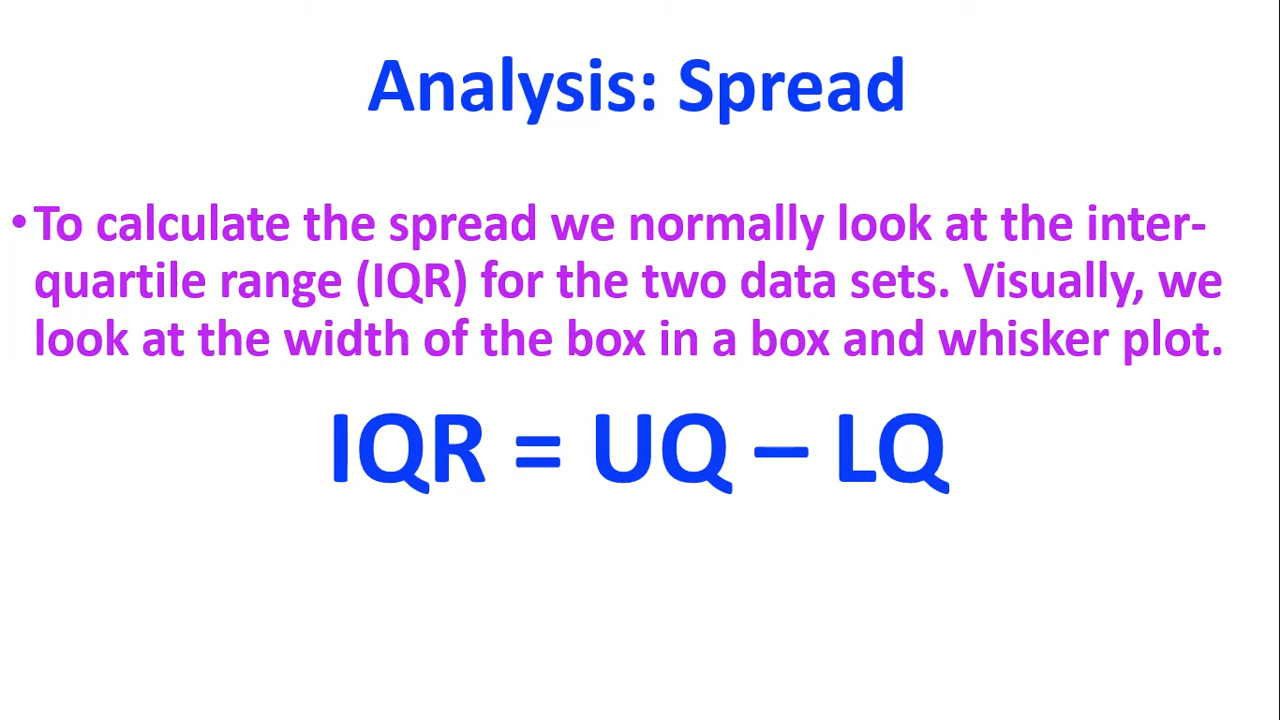 Analysis: Spread
•To calculate the spread we normally look at the inter-
quartile range (IQR) for the two data sets. Visually, we
look at the width of the box in a box and whisker plot.
IQR = UQ – LQ